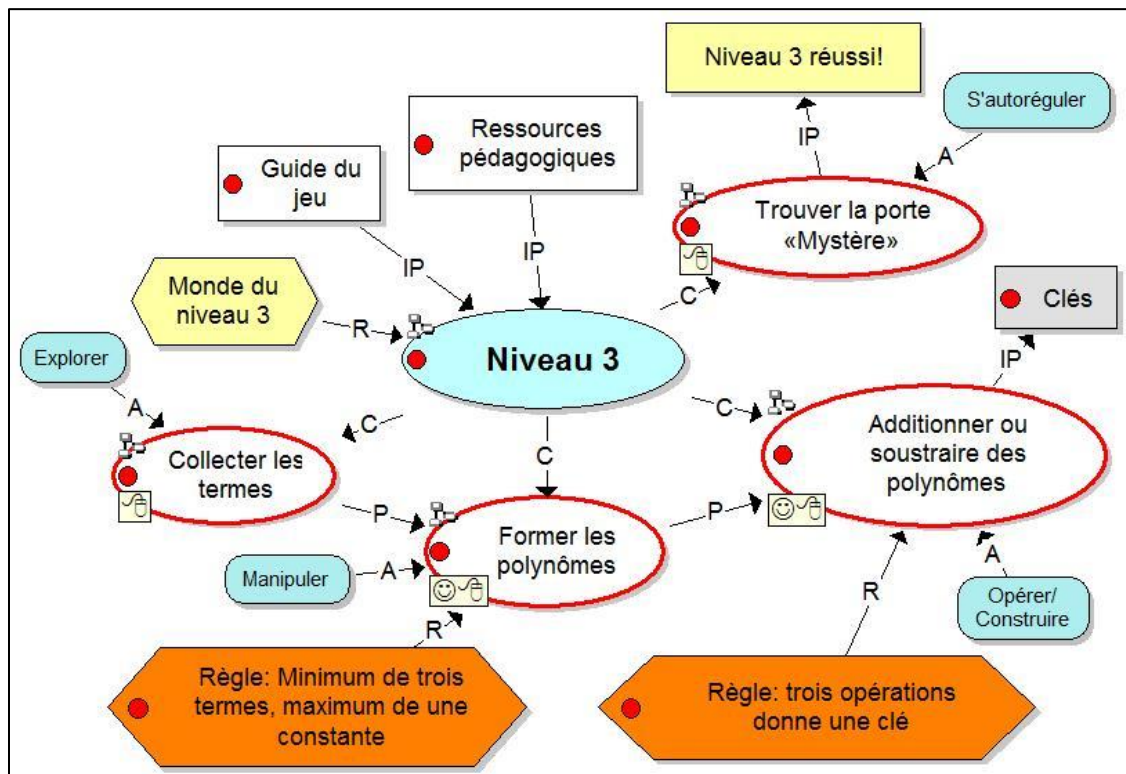 Niveau 3 réussi!
S'autoréguler
Ressources
pédagogiques
IP
A
Guide du
jeu
Trouver la porte
«Mystère»
IP
IP
C
Monde du
niveau 3
R
Clés
Explorer
Niveau 3
IP
A
C
C
C
Additionner ou
soustraire des
polynômes
Collecter les
termes
P
P
Former les
polynômes
Manipuler
A
A
R
R
Opérer/
Construire
Règle: Minimum de trois
termes, maximum de une
constante
Règle: trois opérations
donne une clé